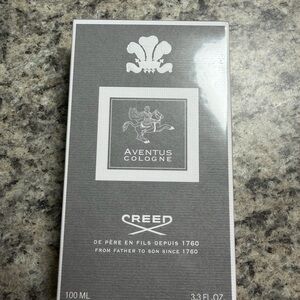 AVENTUS
COLOGNE
CREED
DE PÈRE EN FILS DEPUIS 1760
FROM FATHER TO SON SINCE 1760
100 ML 3.3 FL.OZ